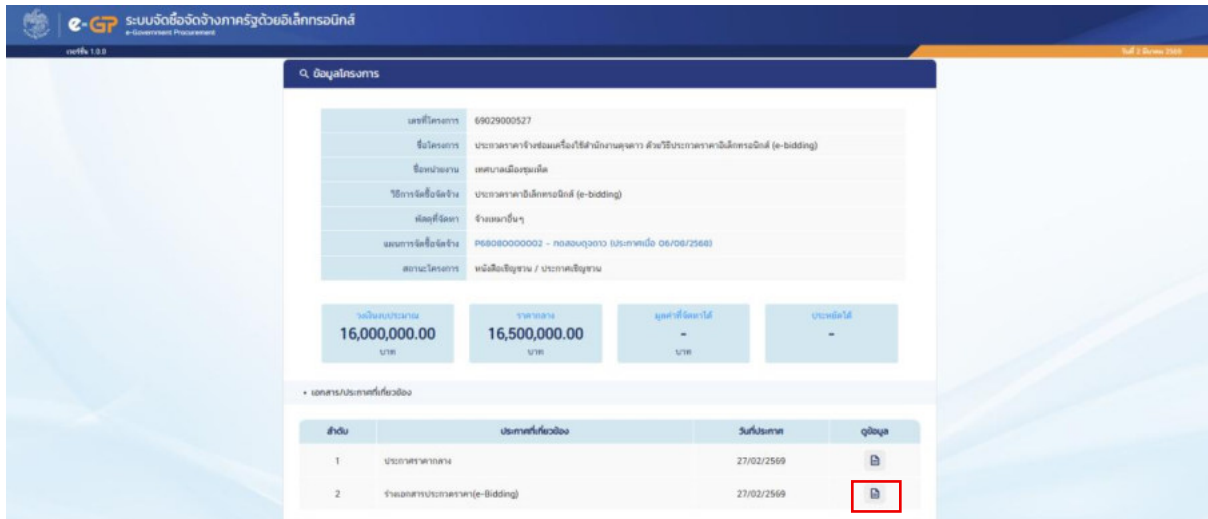 e-GP ระบบจัดซื้อจัดจ้างภาครัฐด้วยอิเล็กทรอนิกส์
e-Government Procurement
เวอร์ชั่น 1.0.0
วันที่ 2 มีนาคม 2569
ข้อมูลโครงการ
เลขที่โครงการ 69029000527
ชื่อโครงการ ประกวดราคาจ้างซ่อมเครื่องใช้สำนักงานดุจดาว ด้วยวิธีประกวดราคาอิเล็กทรอนิกส์ (e-bidding)
ชื่อหน่วยงาน เทศบาลเมืองชุมเห็ด
วิธีการจัดซื้อจัดจ้าง ประกวดราคาอิเล็กทรอนิกส์ (e-bidding)
พัสดุที่จัดหา จ้างเหมาอื่นๆ
แผนการจัดซื้อจัดจ้าง P68080000002 - ทดสอบดุจดาว (ประกาศเมื่อ 06/08/2568)
สถานะโครงการ หนังสือเชิญชวน / ประกาศเชิญชวน
วงเงินงบประมาณ ราคากลาง มูลค่าที่จัดหาได้ ประหยัดได้
16,000,000.00 16,500,000.00 - -
บาท บาท บาท
• เอกสาร/ประกาศที่เกี่ยวข้อง
ลำดับ ประกาศที่เกี่ยวข้อง วันที่ประกาศ ดูข้อมูล
1 ประกาศราคากลาง 27/02/2569
2 ร่างเอกสารประกวดราคา(e-Bidding) 27/02/2569